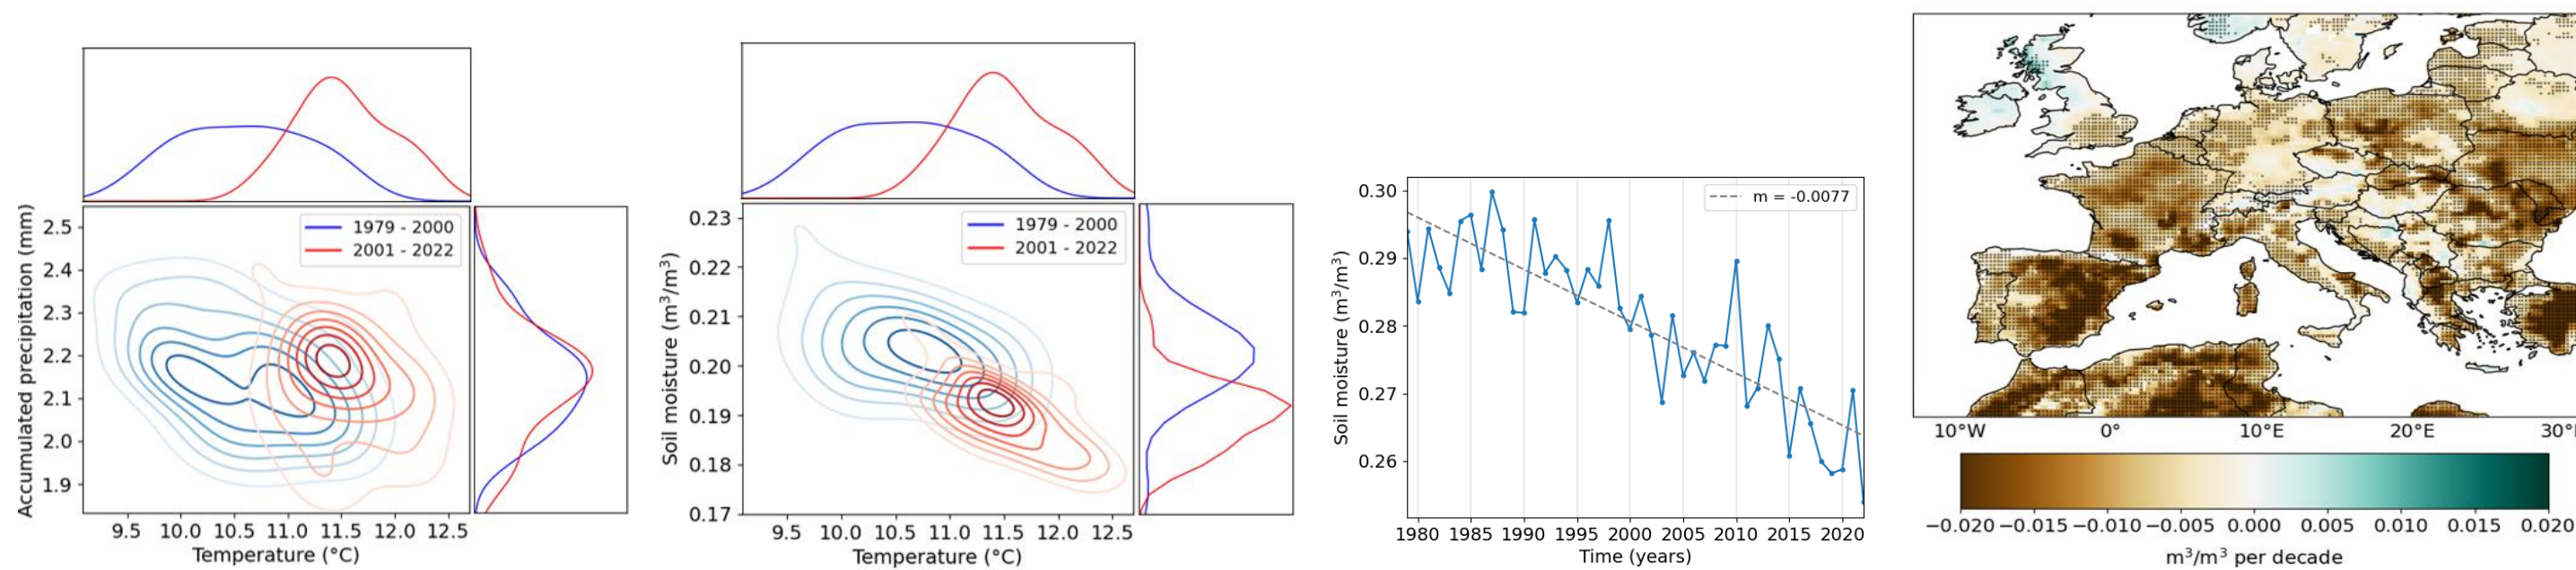 1979 - 2000
2001 - 2022
Accumulated precipitation (mm)
2.5
2.4
2.3
2.2
2.1
2.0
1.9
9.5 10.0 10.5 11.0 11.5 12.0 12.5
Temperature (°C)
1979 - 2000
2001 - 2022
Soil moisture (m³/m³)
0.23
0.22
0.21
0.20
0.19
0.18
0.17
9.5 10.0 10.5 11.0 11.5 12.0 12.5
Temperature (°C)
m = -0.0077
Soil moisture (m³/m³)
0.30
0.29
0.28
0.27
0.26
1980 1985 1990 1995 2000 2005 2010 2015 2020
Time (years)
10°W 0° 10°E 20°E 30°
−0.020 −0.015 −0.010 −0.005 0.000 0.005 0.010 0.015 0.020
m³/m³ per decade